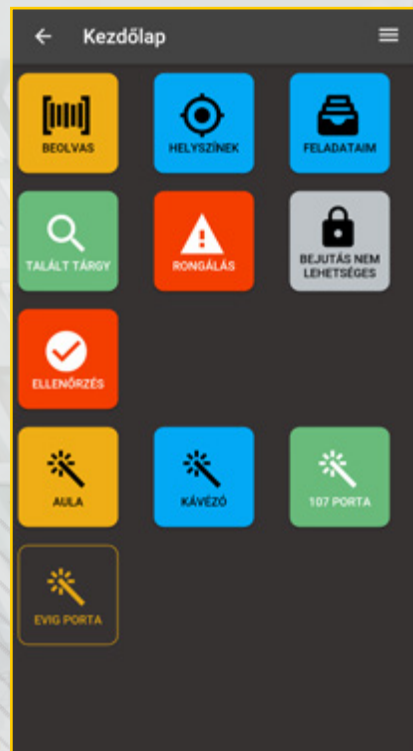 Kezdőlap
BEOLVAS
HELYSZÍNEK
FELADATAIM
TALÁLT TÁRGY
RONGÁLÁS
BEJUTÁS NEM
LEHETSÉGES
ELLENŐRZÉS
AULA
KÁVÉZÓ
107 PORTA
EVIG PORTA